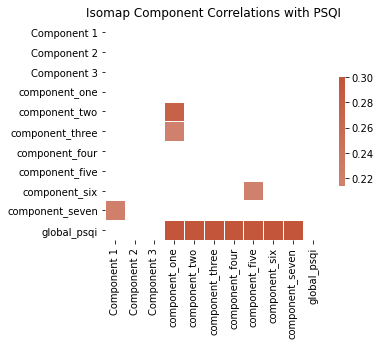 Isomap Component Correlations with PSQI
Component 1
Component 2
Component 3
component_one
component_two
component_three
component_four
component_five
component_six
component_seven
global_psqi
0.30
0.28
0.26
0.24
0.22
Component 1
Component 2
Component 3
component_one
component_two
component_three
component_four
component_five
component_six
component_seven
global_psqi